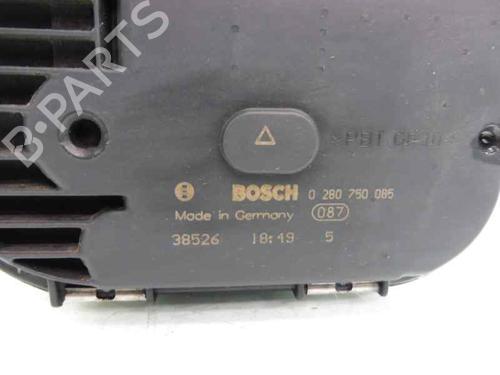 B-PARTS
>PBT GF30<
BOSCH 0 280 750 085
Made in Germany 087
38526 18:49 5